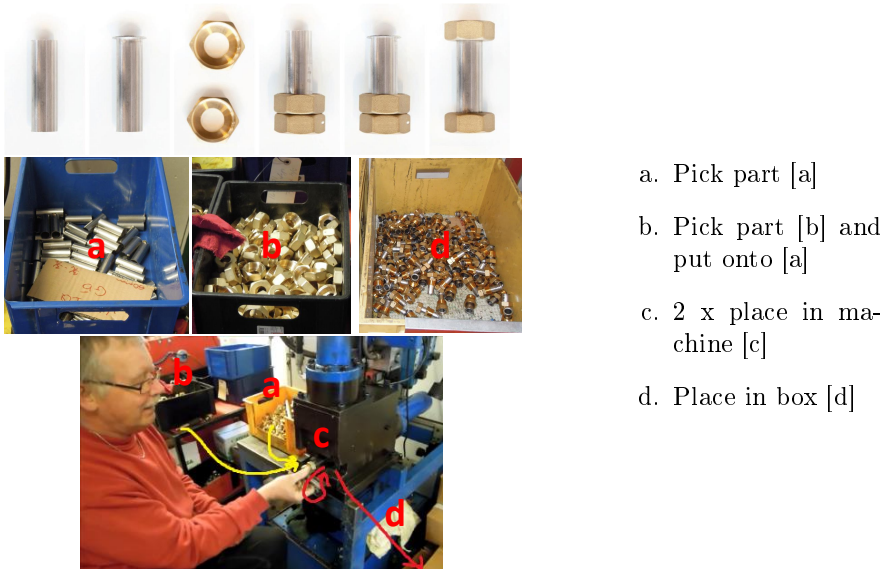 a
b
d
b
a
c
d
a. Pick part [a]
b. Pick part [b] and
put onto [a]
c. 2 x place in ma-
chine [c]
d. Place in box [d]